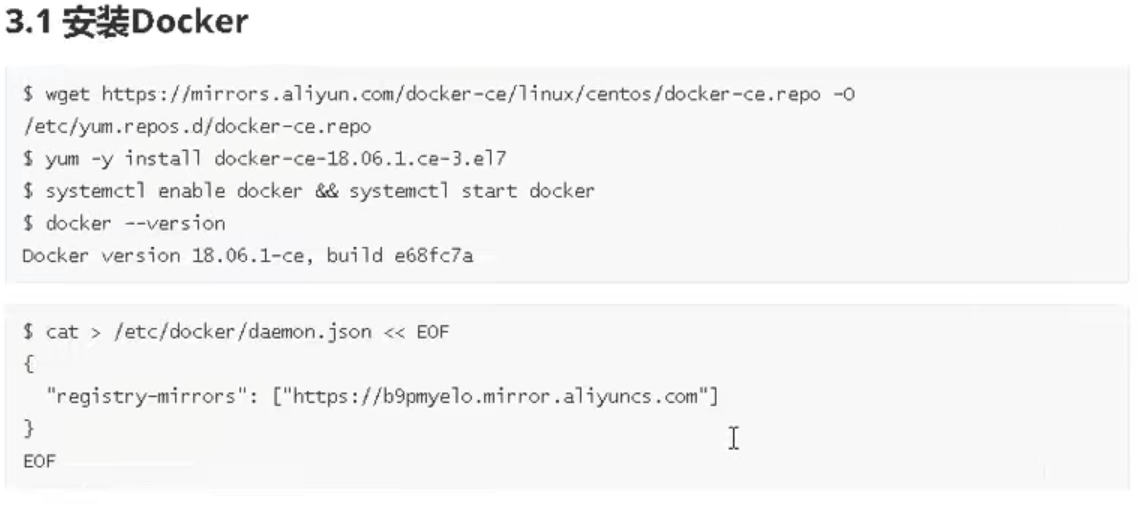 3.1 安装Docker
$ wget https://mirrors.aliyun.com/docker-ce/linux/centos/docker-ce.repo -O
/etc/yum.repos.d/docker-ce.repo
$ yum -y install docker-ce-18.06.1.ce-3.el7
$ systemctl enable docker && systemctl start docker
$ docker --version
Docker version 18.06.1-ce, build e68fc7a
$ cat > /etc/docker/daemon.json << EOF
{
  "registry-mirrors": ["https://b9pmyelo.mirror.aliyuncs.com"]
}
EOF